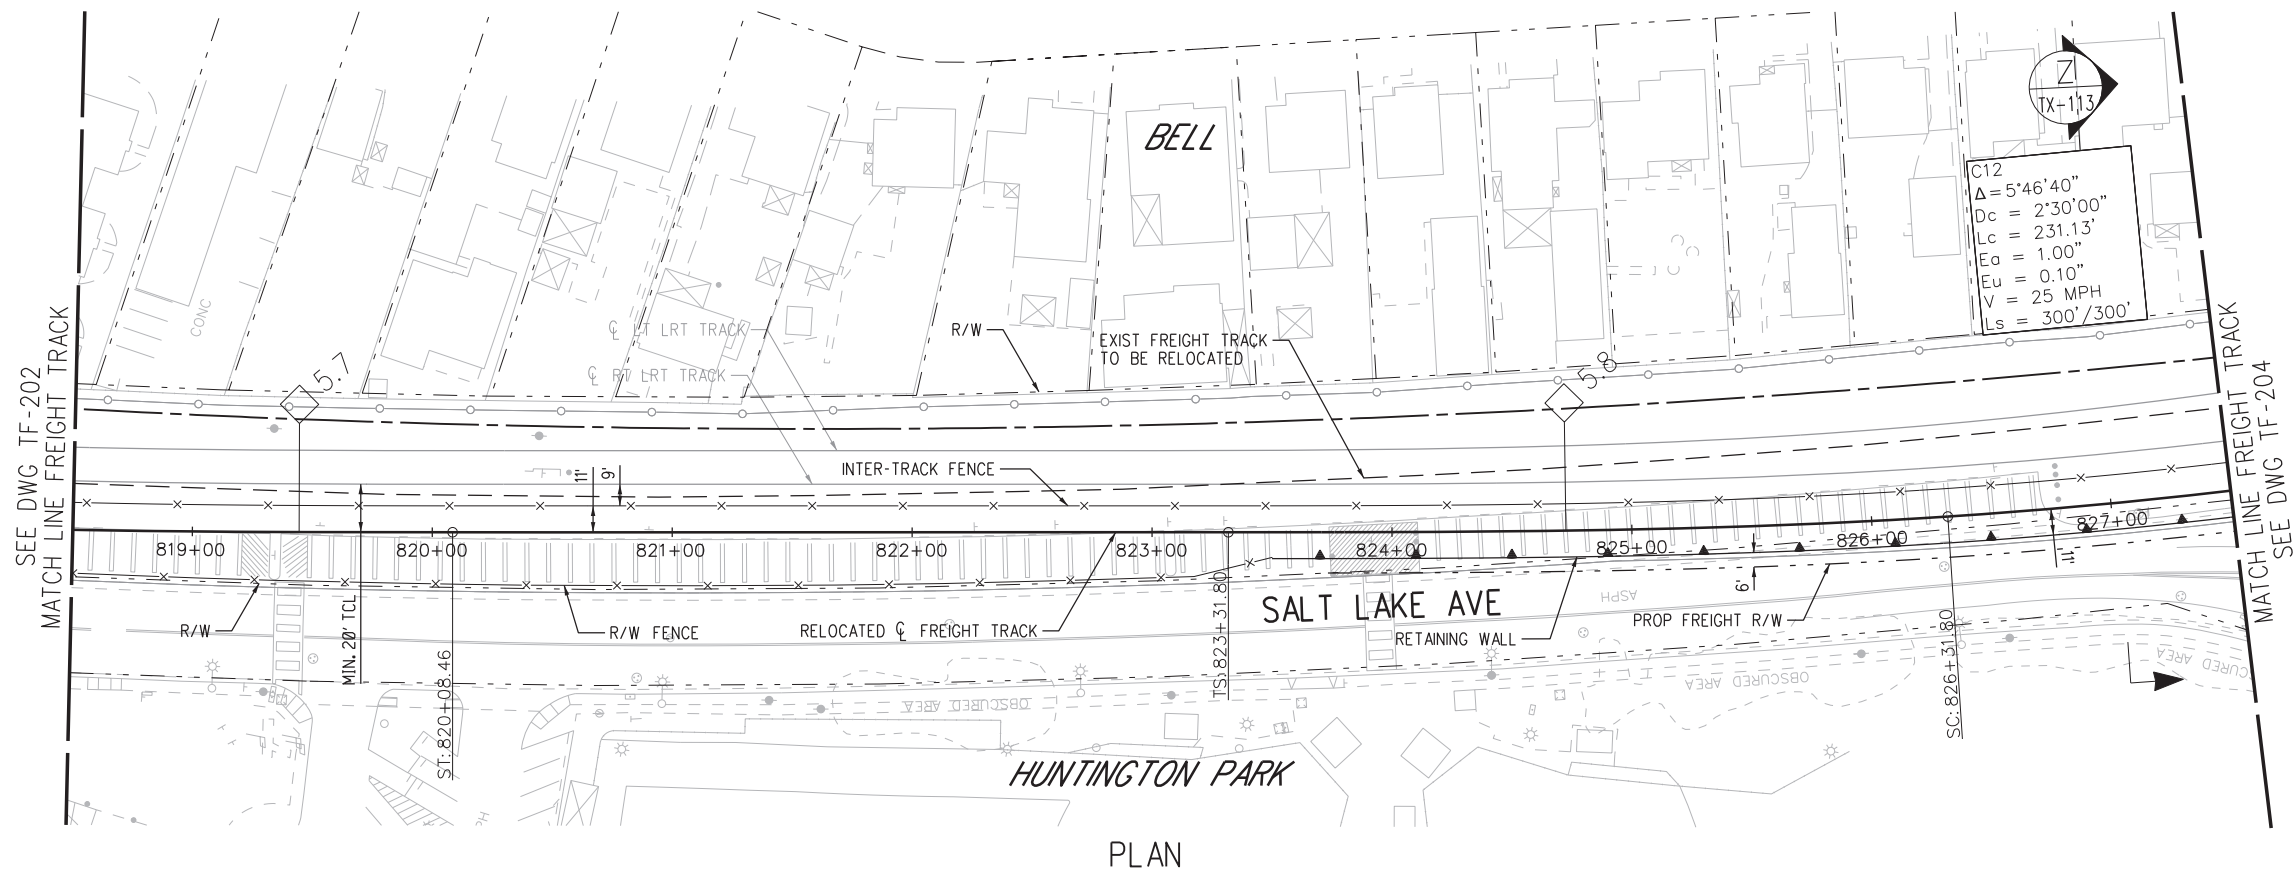 BELL
Z
TX-113
C12
Δ=5°46'40"
Dc = 2°30'00"
Lc = 231.13'
Ea = 1.00"
Eu = 0.10"
V = 25 MPH
Ls = 300'/300'
CONC
℄ LT LRT TRACK
R/W
EXIST FREIGHT TRACK
TO BE RELOCATED
℄ RT LRT TRACK
5.7
5.8
SEE DWG TF-202
MATCH LINE FREIGHT TRACK
MATCH LINE FREIGHT TRACK
SEE DWG TF-204
INTER-TRACK FENCE
11'
9'
819+00
820+00
821+00
822+00
823+00
824+00
825+00
826+00
827+00
11'
6'
MIN. 20' TCL
R/W
R/W FENCE
RELOCATED ℄ FREIGHT TRACK
SALT LAKE AVE
ASPH
RETAINING WALL
PROP FREIGHT R/W
ST:820+08.46
TS:823+31.80
SC:826+31.80
OBSCURED AREA
OBSCURED AREA
CURED AREA
HUNTINGTON PARK
PLAN